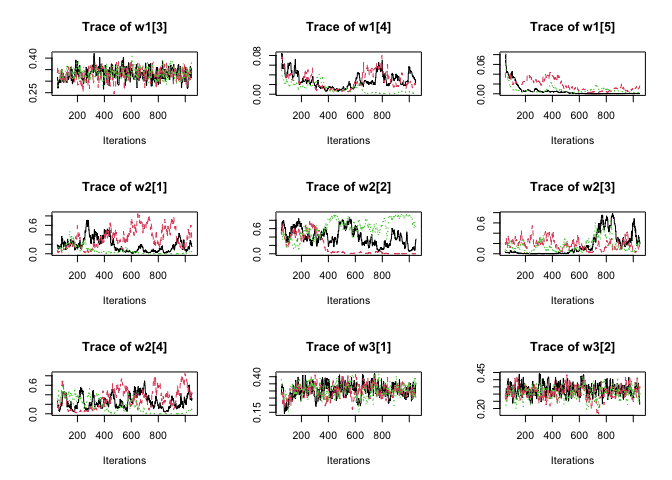 Trace of w1[3] Trace of w1[4] Trace of w1[5]
0.25 0.40
0.00 0.08
0.00 0.06
200 400 600 800
200 400 600 800
200 400 600 800
Iterations Iterations Iterations
Trace of w2[1] Trace of w2[2] Trace of w2[3]
0.0 0.6
0.0 0.6
0.0 0.6
200 400 600 800
200 400 600 800
200 400 600 800
Iterations Iterations Iterations
Trace of w2[4] Trace of w3[1] Trace of w3[2]
0.0 0.6
0.15 0.40
0.20 0.45
200 400 600 800
200 400 600 800
200 400 600 800
Iterations Iterations Iterations